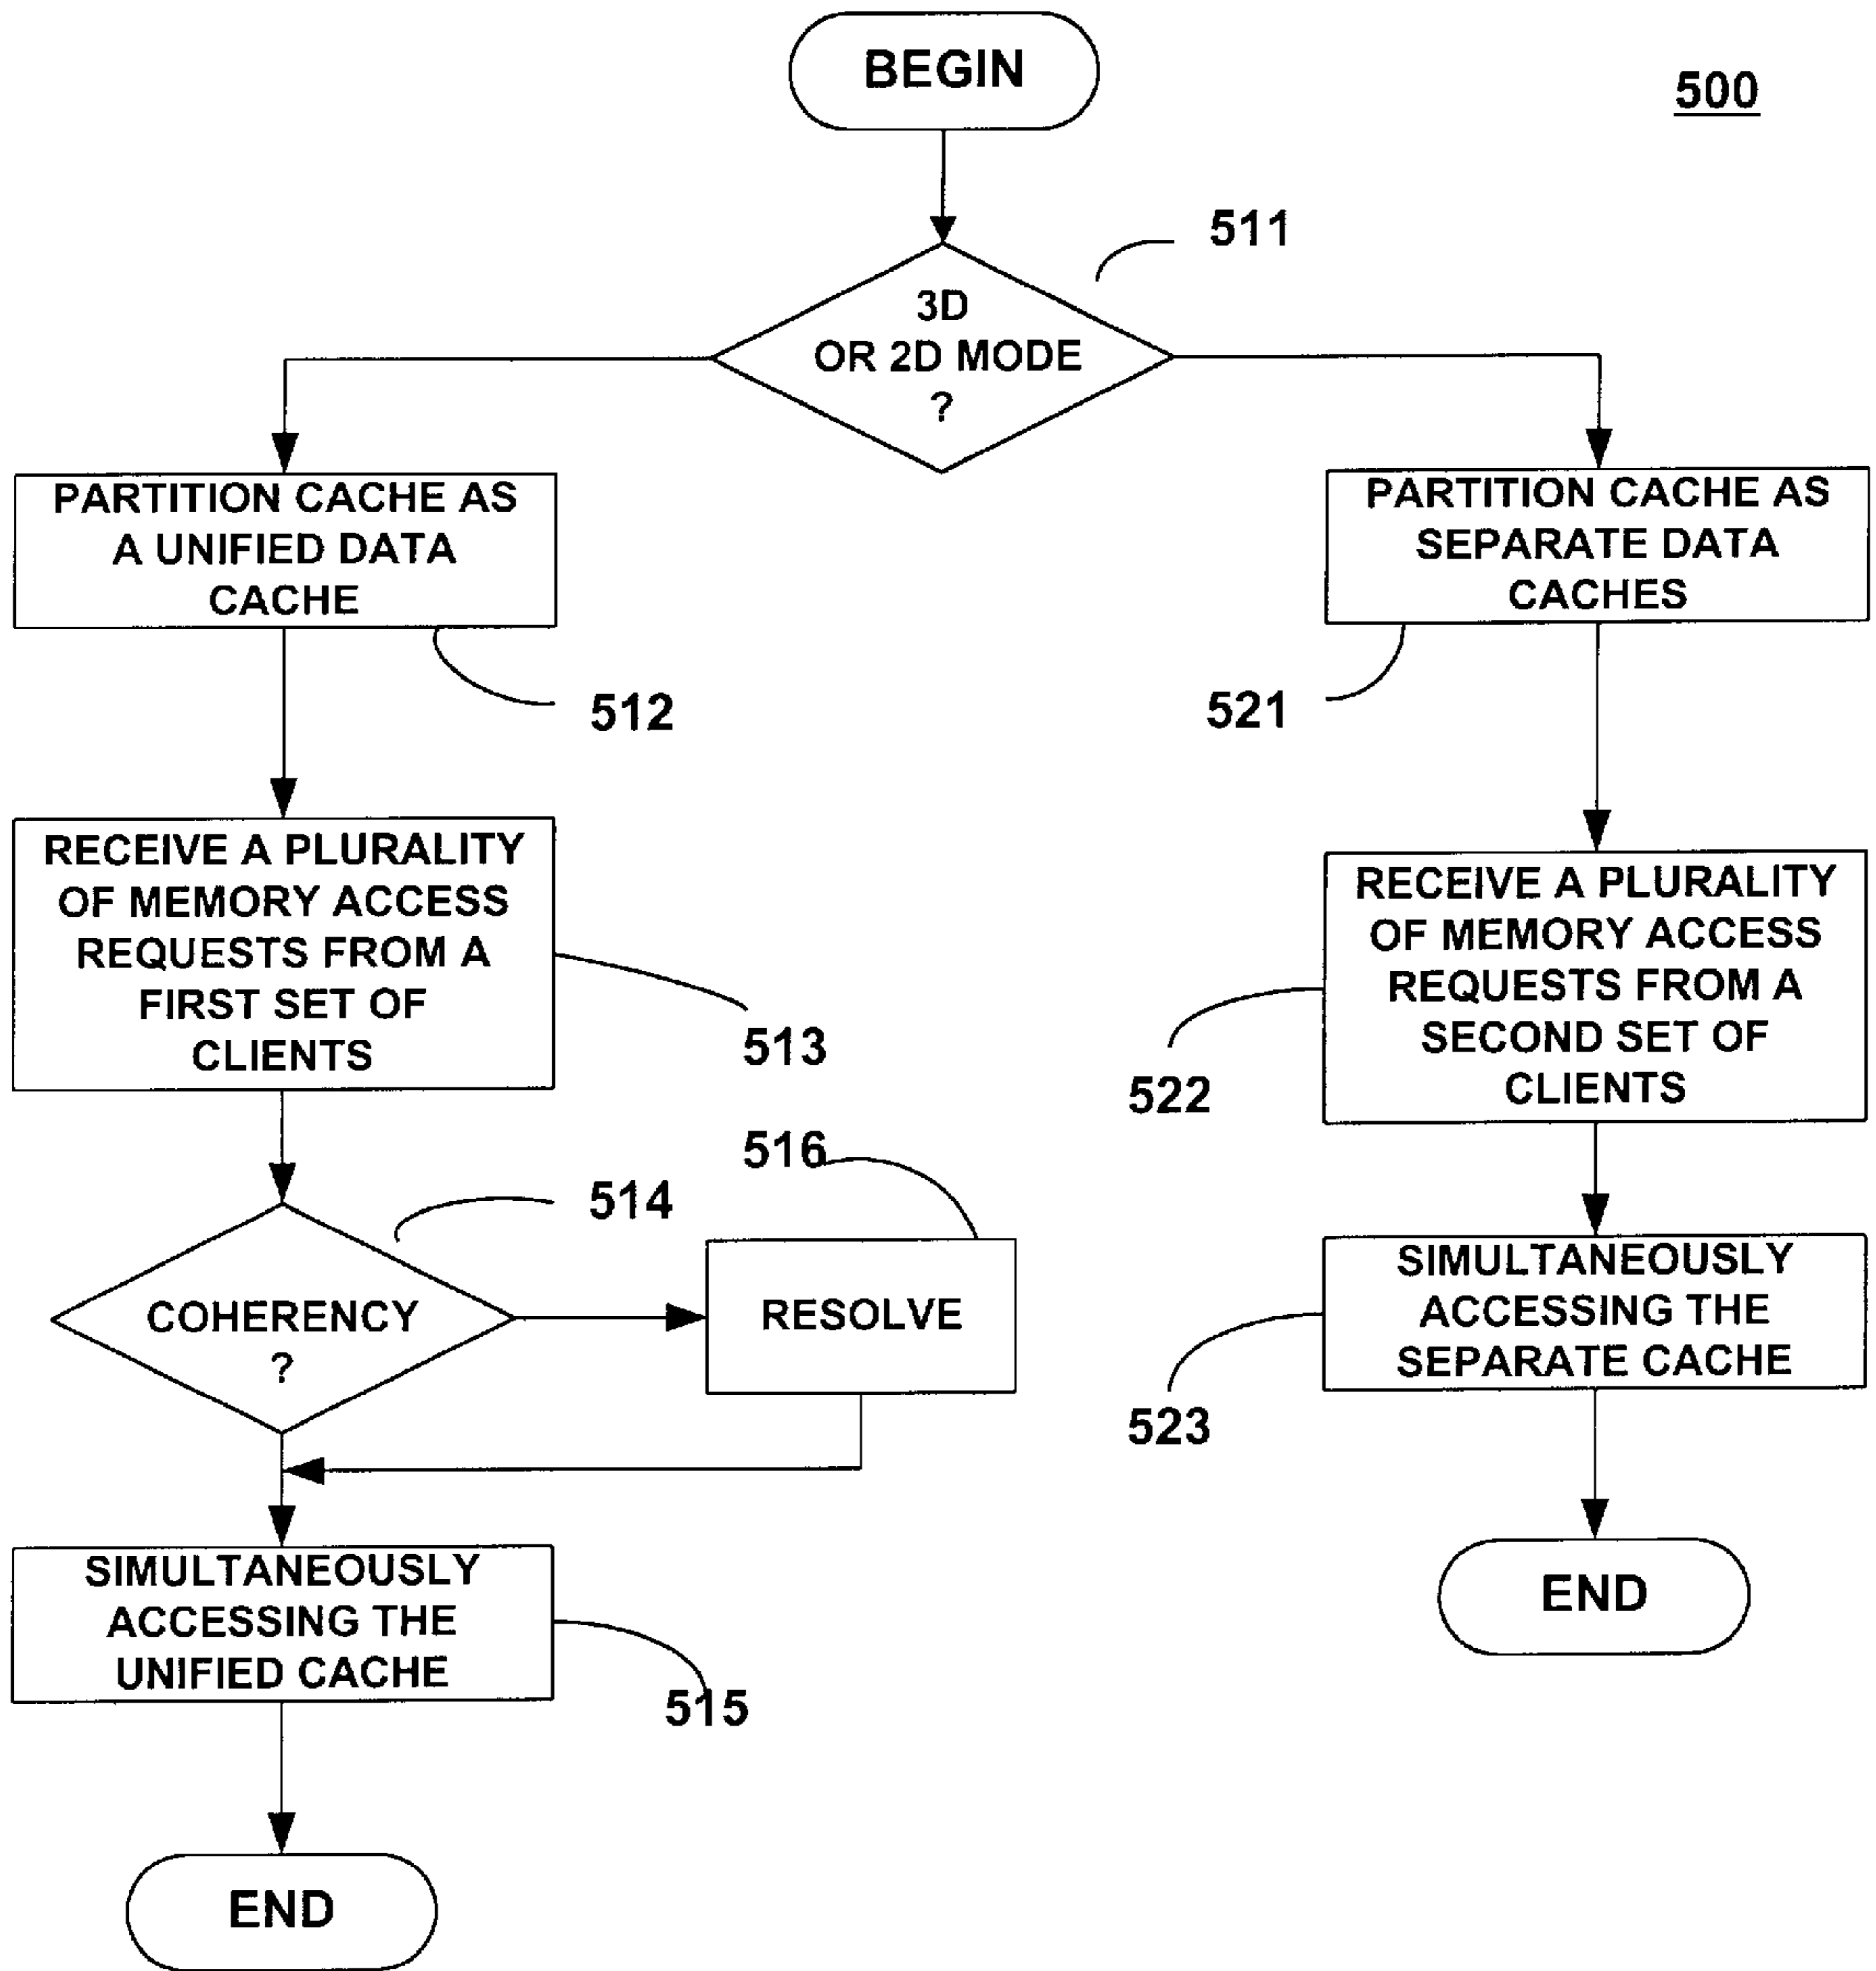 BEGIN
500
511
3D
OR 2D MODE
?
PARTITION CACHE AS
A UNIFIED DATA
CACHE
512
PARTITION CACHE AS
SEPARATE DATA
CACHES
521
RECEIVE A PLURALITY
OF MEMORY ACCESS
REQUESTS FROM A
FIRST SET OF
CLIENTS
513
RECEIVE A PLURALITY
OF MEMORY ACCESS
REQUESTS FROM A
SECOND SET OF
CLIENTS
522
516
514
COHERENCY
?
RESOLVE
SIMULTANEOUSLY
ACCESSING THE
SEPARATE CACHE
523
SIMULTANEOUSLY
ACCESSING THE
UNIFIED CACHE
515
END
END